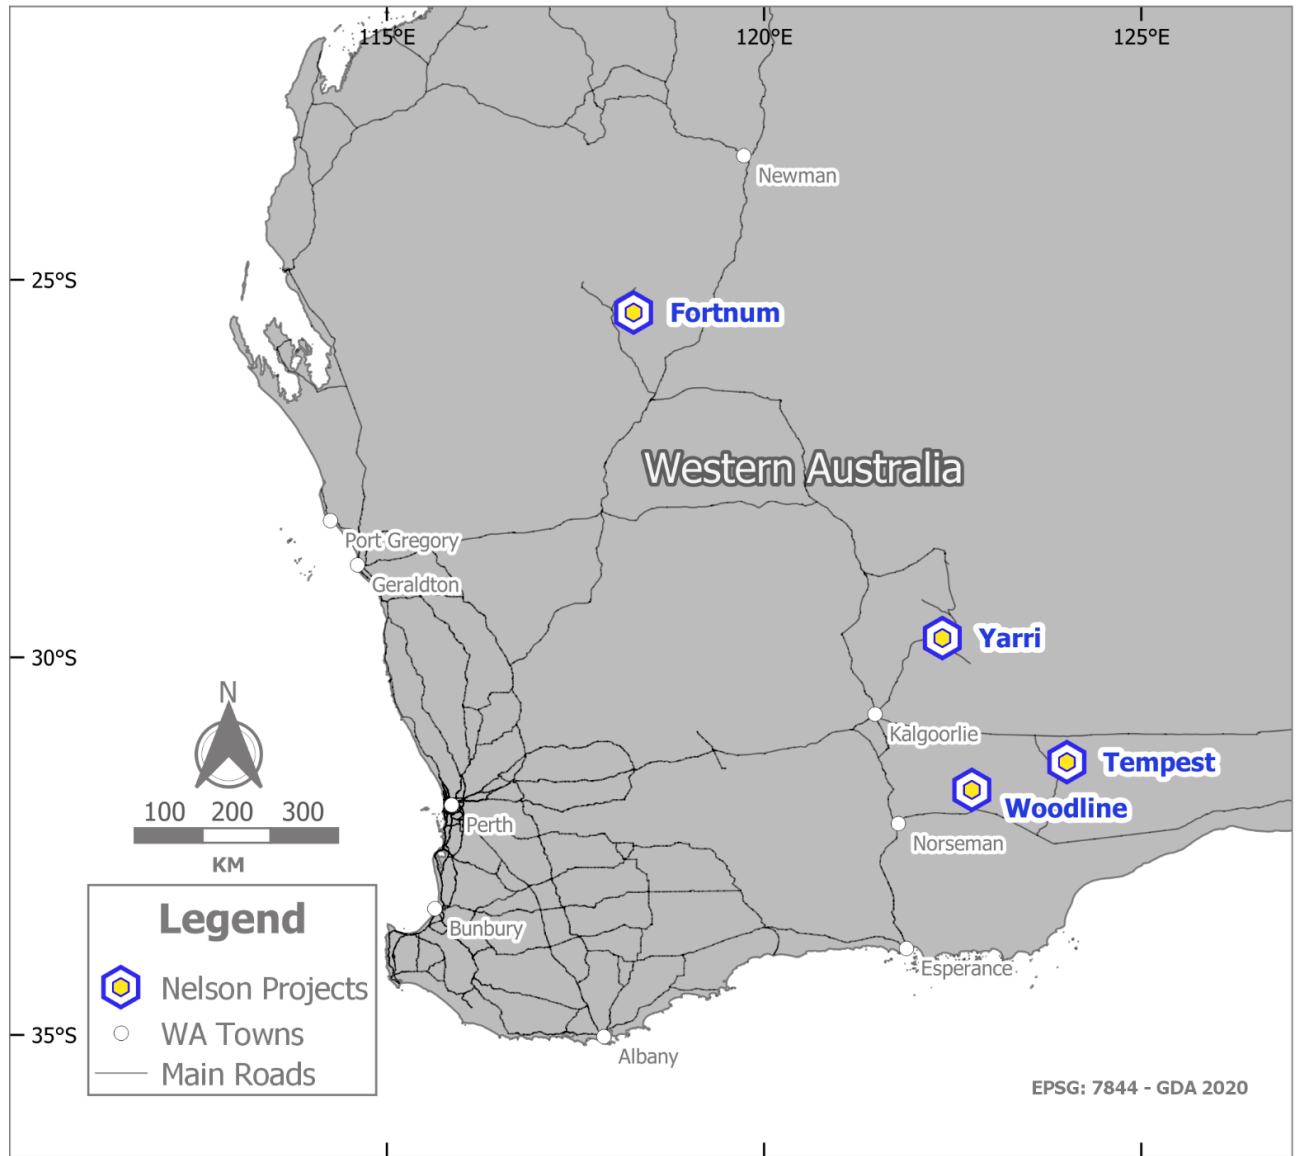 115°E
120°E
125°E
Newman
25°S
Fortnum
Western Australia
Port Gregory
Geraldton
Yarri
30°S
N
Kalgoorlie
Tempest
100 200 300
Woodline
Perth
Norseman
KM
Legend
Bunbury
Esperance
Nelson Projects
WA Towns
35°S
Albany
Main Roads
EPSG: 7844 - GDA 2020